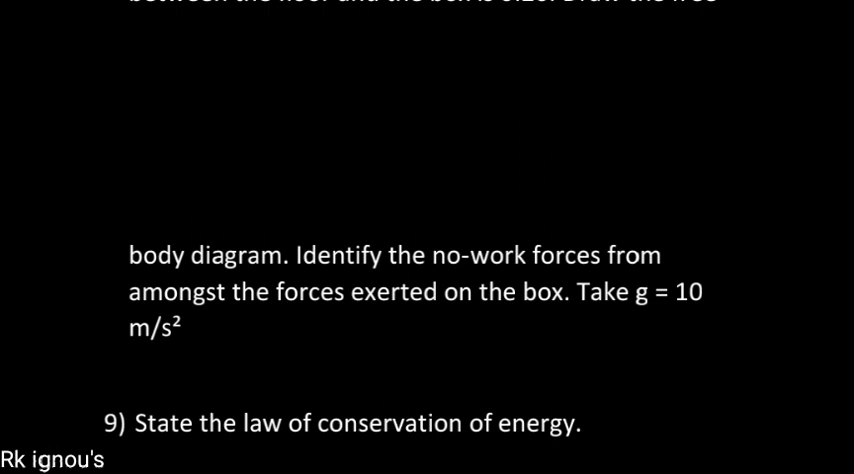 body diagram. Identify the no-work forces from
amongst the forces exerted on the box. Take g = 10
m/s²
9) State the law of conservation of energy.
Rk ignou's